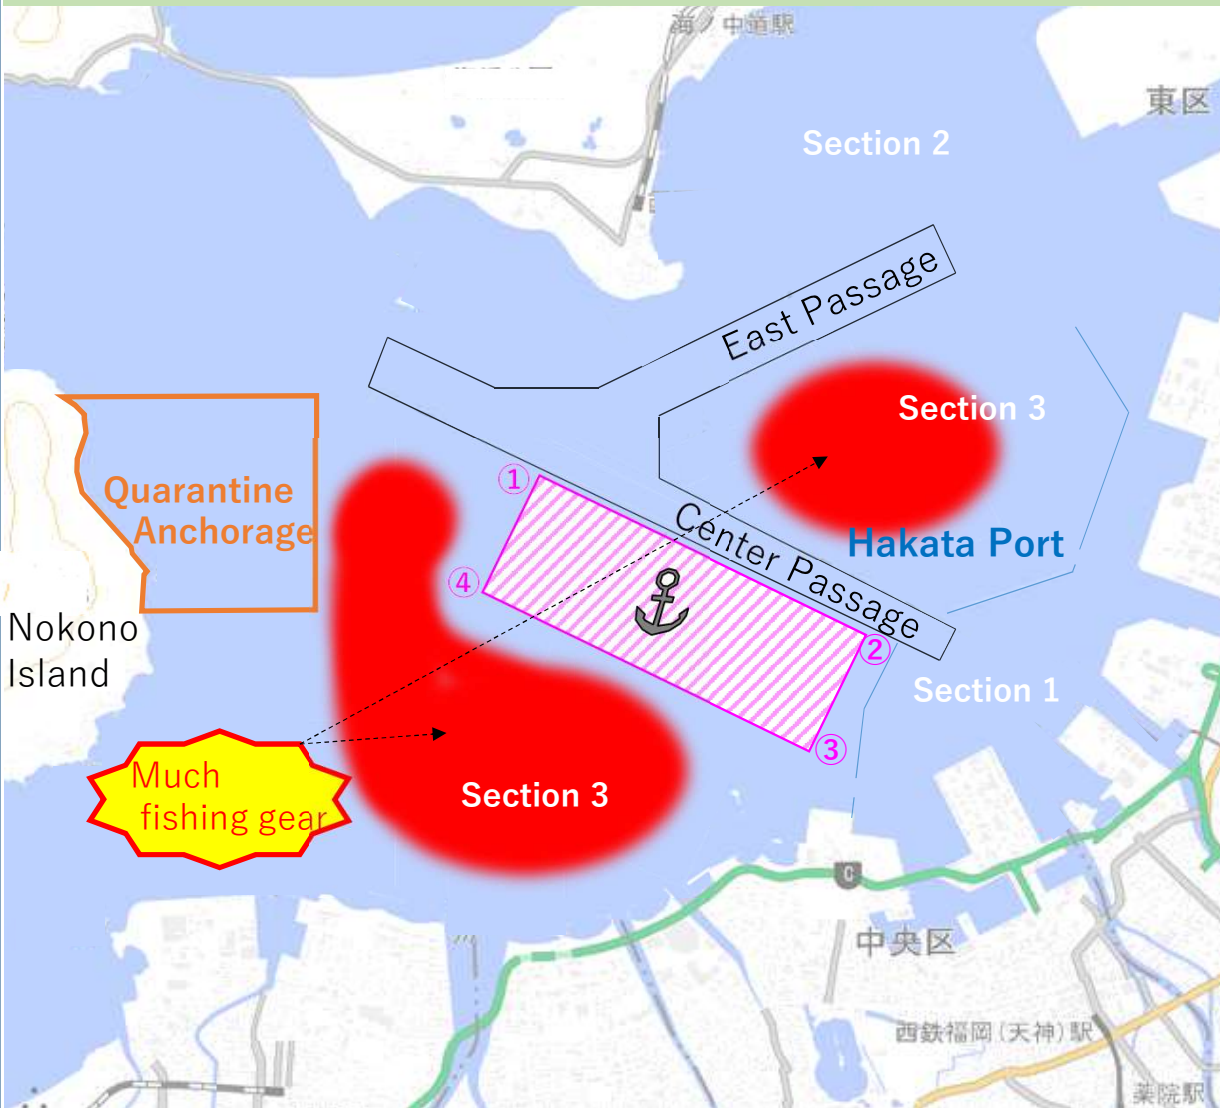 海ノ中道駅
東区
Section 2
East Passage
Section 3
①
Quarantine
Anchorage
Center Passage
Hakata Port
④
Nokono
Island
②
Section 1
③
Much
fishing gear
Section 3
C
中央区
西鉄福岡(天神)駅
薬院駅